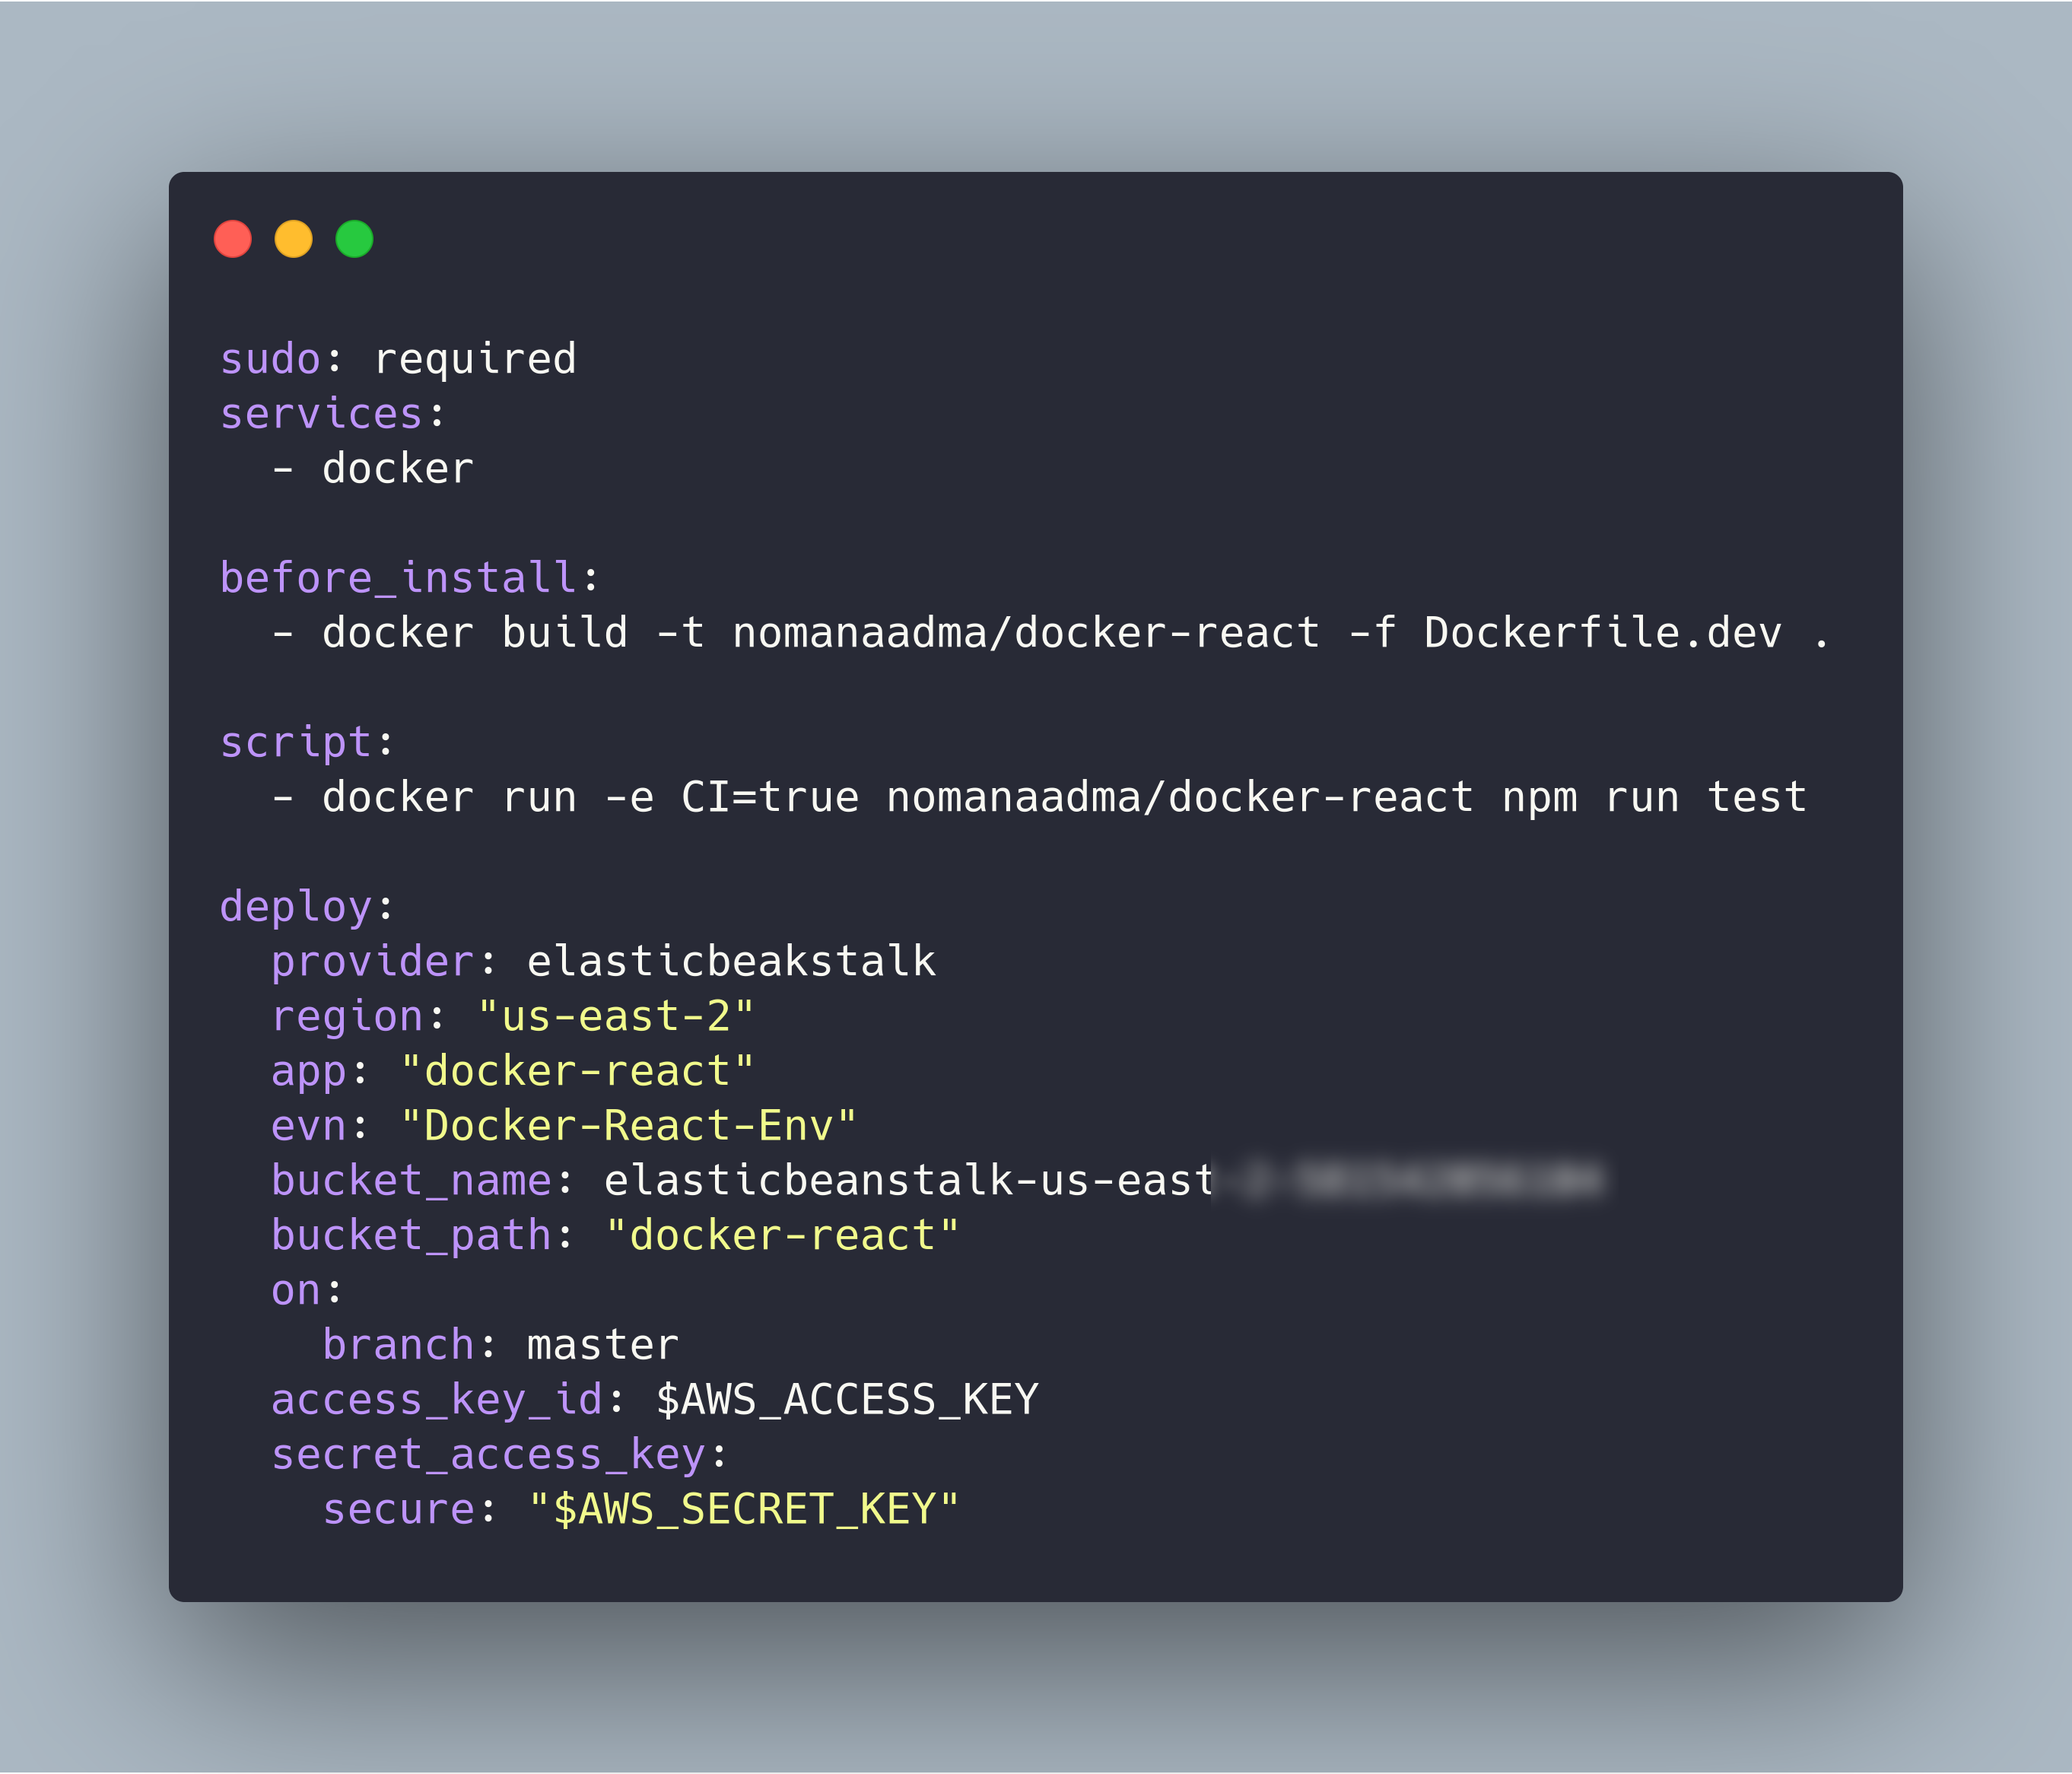 sudo: required
services:
  - docker

before_install:
  - docker build -t nomanaadma/docker-react -f Dockerfile.dev .

script:
  - docker run -e CI=true nomanaadma/docker-react npm run test

deploy:
  provider: elasticbeakstalk
  region: "us-east-2"
  app: "docker-react"
  evn: "Docker-React-Env"
  bucket_name: elasticbeanstalk-us-east
  bucket_path: "docker-react"
  on:
    branch: master
  access_key_id: $AWS_ACCESS_KEY
  secret_access_key:
    secure: "$AWS_SECRET_KEY"